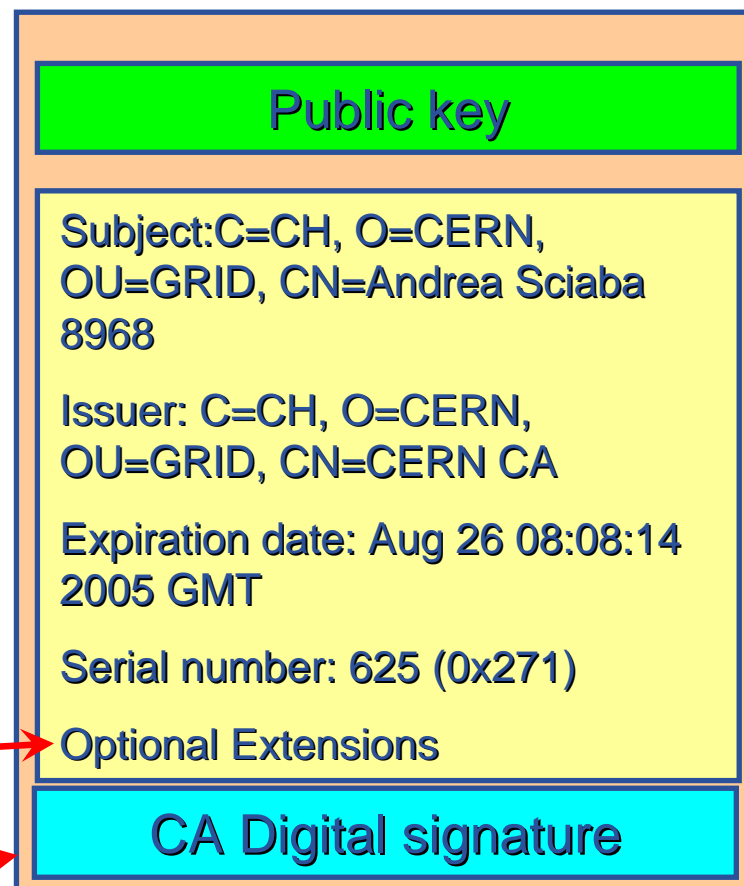 Public key
Subject:C=CH, O=CERN,
OU=GRID, CN=Andrea Sciaba
8968
Issuer: C=CH, O=CERN,
OU=GRID, CN=CERN CA
Expiration date: Aug 26 08:08:14
2005 GMT
Serial number: 625 (0x271)
Optional Extensions
CA Digital signature